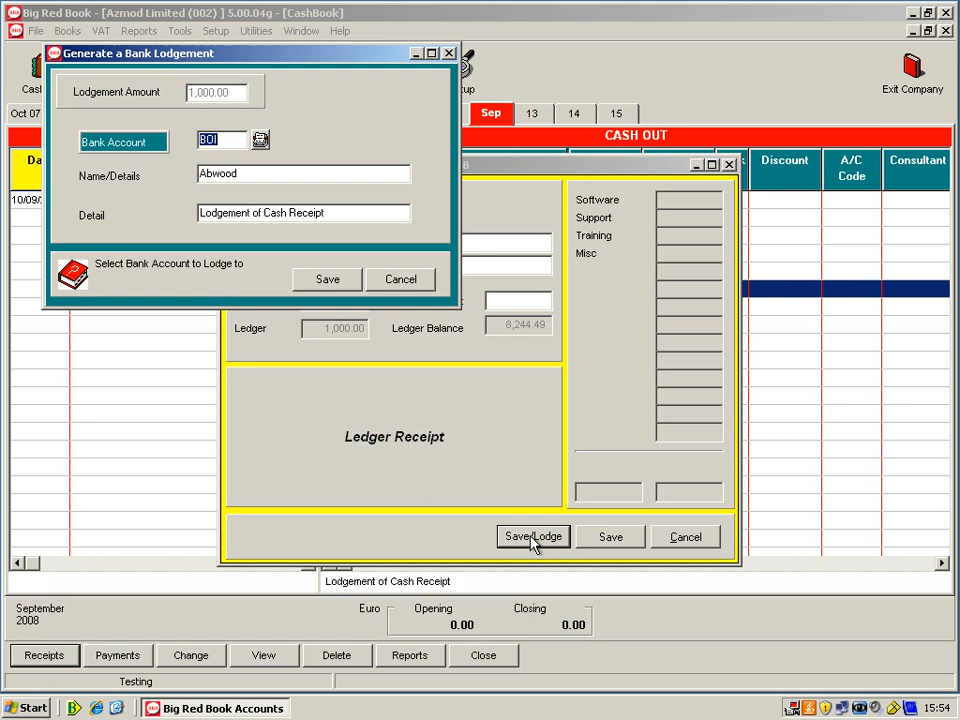 Big Red Book - [Azmod Limited (002) ] 5.00.04g - [CashBook]
File Books VAT Reports Tools Setup Utilities Window Help
Generate a Bank Lodgement
Lodgement Amount 1,000.00
Bank Account BOI
Name/Details Abwood
Detail Lodgement of Cash Receipt
Select Bank Account to Lodge to
Save Cancel
Exit Company
Oct 07 Sep 13 14 15
CASH OUT
Discount A/C Code Consultant
10/09/
Software
Support
Training
Misc
Ledger 1,000.00 Ledger Balance 8,244.49
Ledger Receipt
Save/Lodge Save Cancel
Lodgement of Cash Receipt
September 2008
Euro Opening Closing
0.00 0.00
Receipts Payments Change View Delete Reports Close
Testing
Start Big Red Book Accounts 15:54